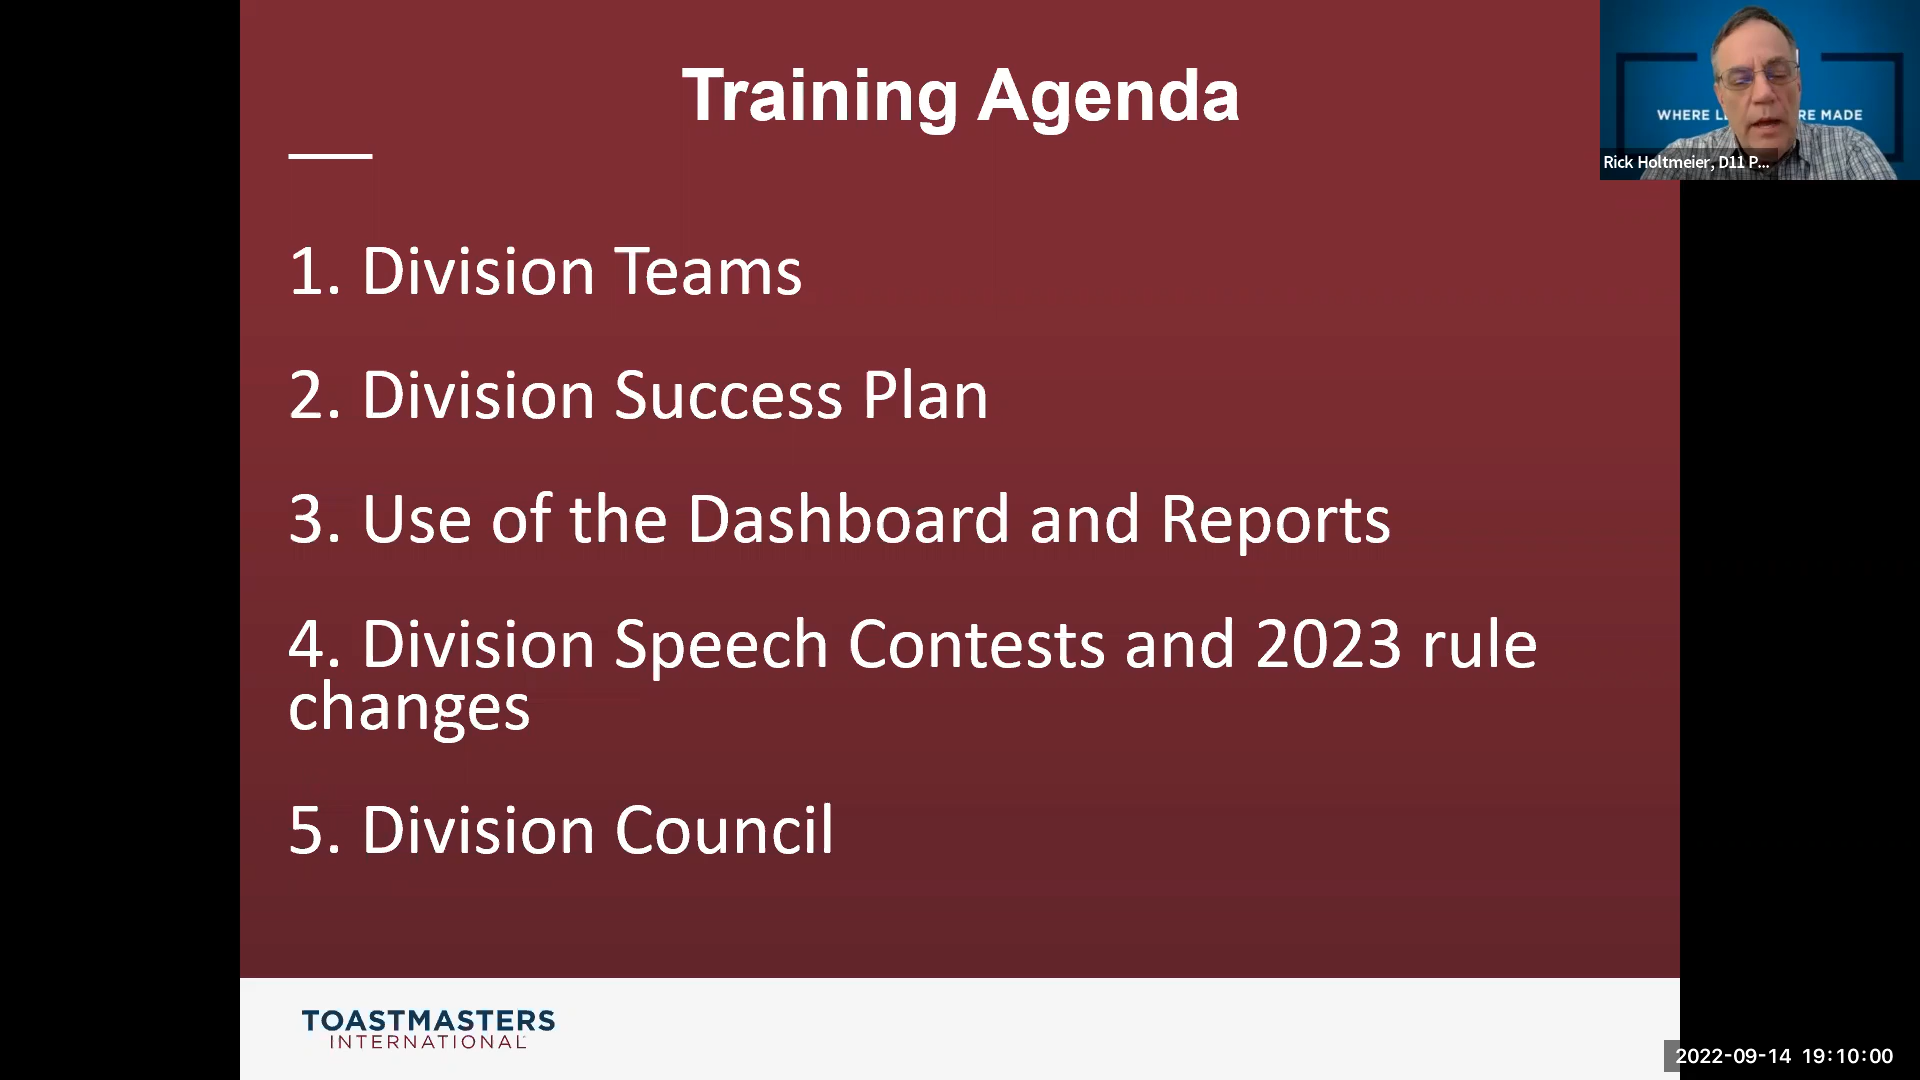 Training Agenda
1. Division Teams
2. Division Success Plan
3. Use of the Dashboard and Reports
4. Division Speech Contests and 2023 rule
changes
5. Division Council
WHERE RE MADE
Rick Holtmeier, D11 P...
TOASTMASTERS
INTERNATIONAL
2022-09-14 19:10:00